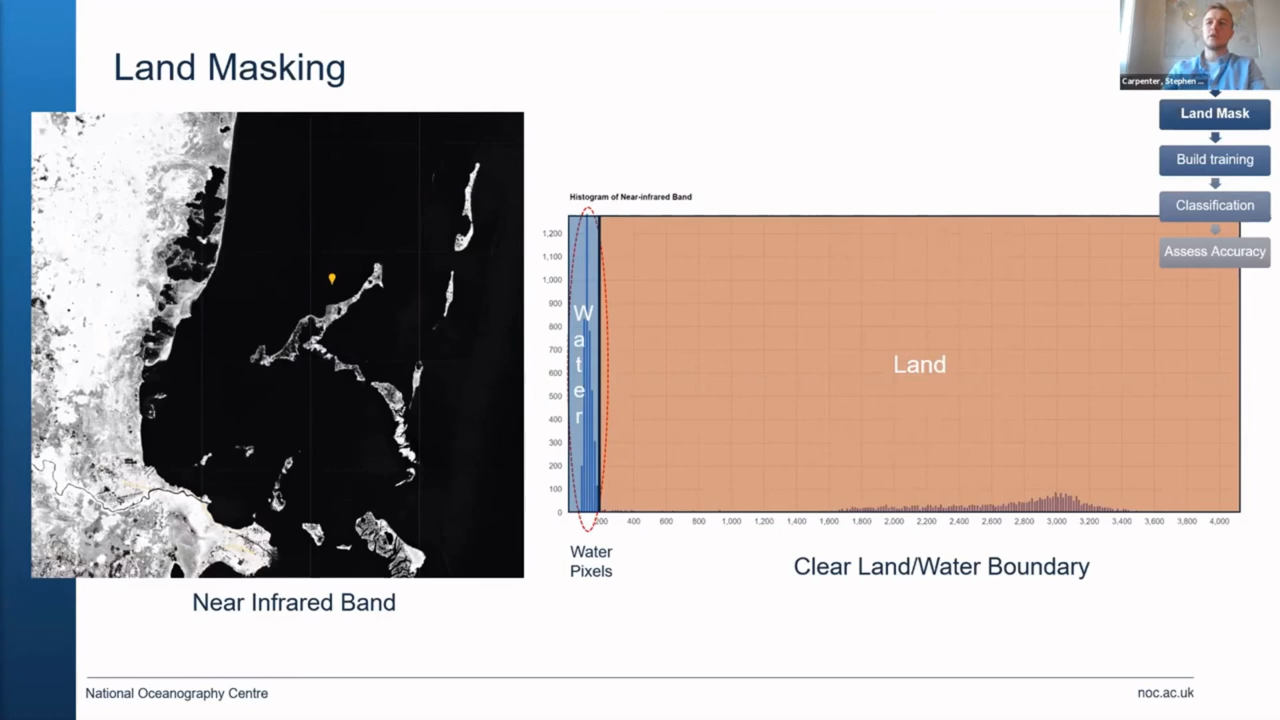 Land Masking
Carpenter, Stephen ...
Land Mask
Build training
Classification
Assess Accuracy
Histogram of Near-infrared Band
1,200
1,100
1,000
900
800
700
600
500
400
300
200
100
0
W
a
t
e
r
Land
200 400 600 800 1,000 1,200 1,400 1,600 1,800 2,000 2,200 2,400 2,600 2,800 3,000 3,200 3,400 3,600 3,800 4,000
Water
Pixels
Clear Land/Water Boundary
Near Infrared Band
National Oceanography Centre
noc.ac.uk